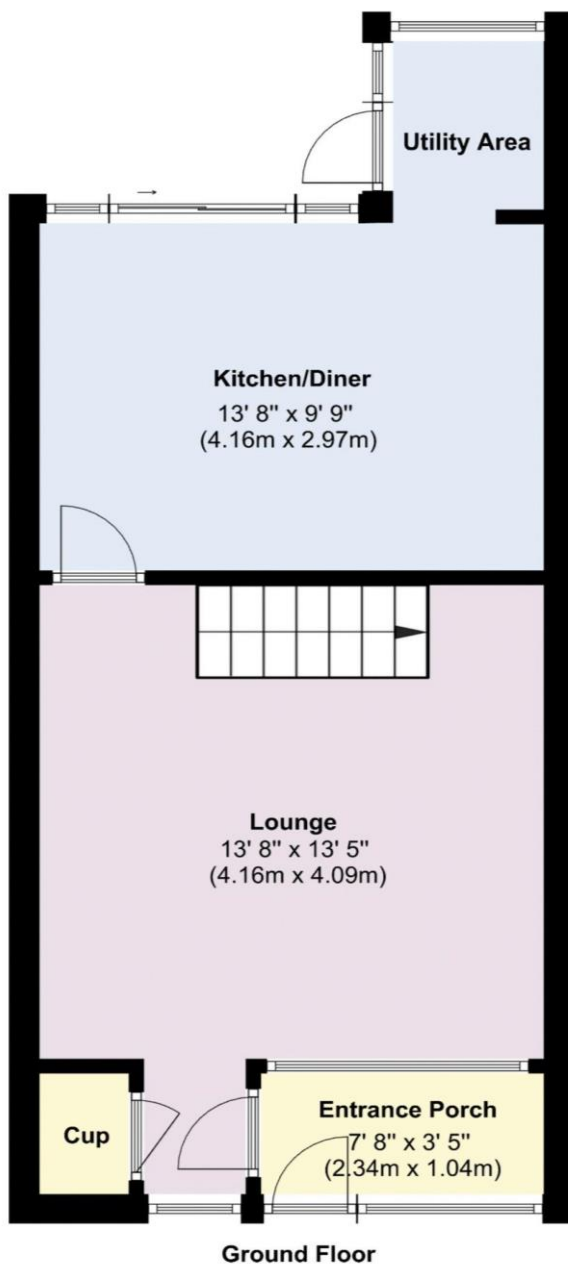 Utility Area
Kitchen/Diner
13' 8" x 9' 9"
(4.16m x 2.97m)
Lounge
13' 8" x 13' 5"
(4.16m x 4.09m)
Cup
Entrance Porch
7' 8" x 3' 5"
(2.34m x 1.04m)
Ground Floor